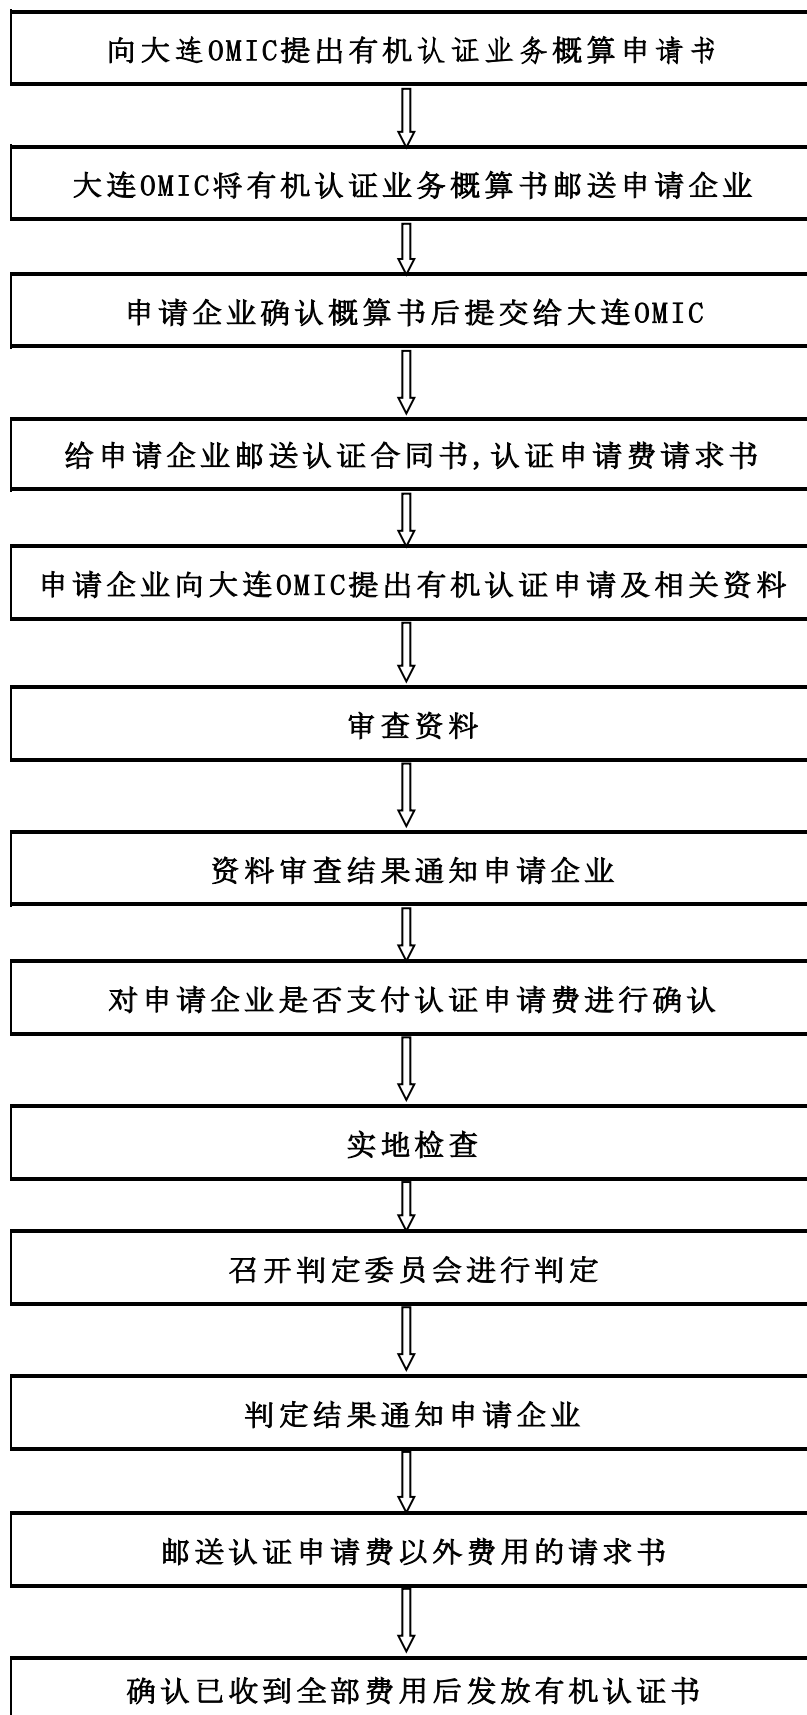 向大连OMIC提出有机认证业务概算申请书
大连OMIC将有机认证业务概算书邮送申请企业
申请企业确认概算书后提交给大连OMIC
给申请企业邮送认证合同书,认证申请费请求书
申请企业向大连OMIC提出有机认证申请及相关资料
审查资料
资料审查结果通知申请企业
对申请企业是否支付认证申请费进行确认
实地检查
召开判定委员会进行判定
判定结果通知申请企业
邮送认证申请费以外费用的请求书
确认已收到全部费用后发放有机认证书